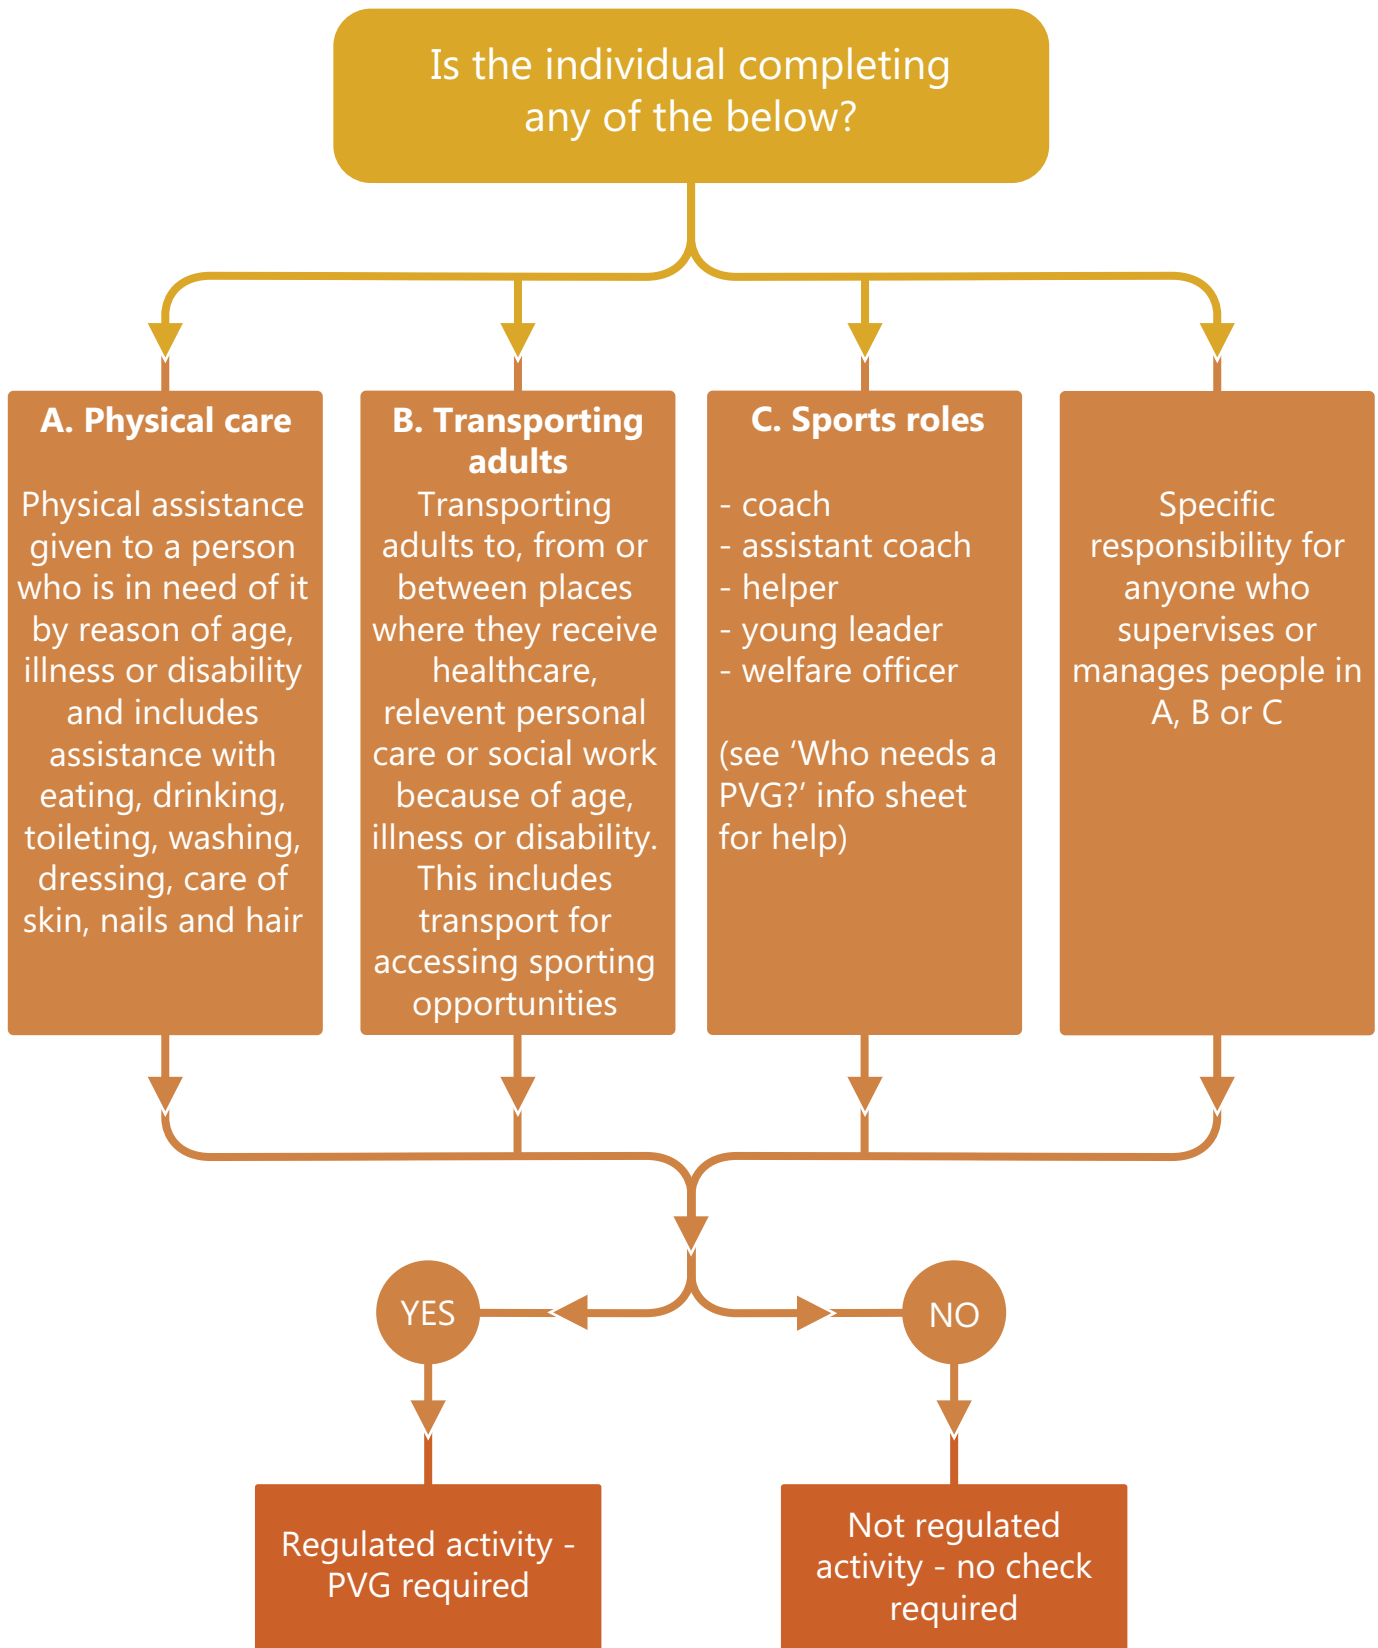 Is the individual completing
any of the below?
A. Physical care
Physical assistance
given to a person
who is in need of it
by reason of age,
illness or disability
and includes
assistance with
eating, drinking,
toileting, washing,
dressing, care of
skin, nails and hair
B. Transporting
adults
Transporting
adults to, from or
between places
where they receive
healthcare,
relevent personal
care or social work
because of age,
illness or disability.
This includes
transport for
accessing sporting
opportunities
C. Sports roles
- coach
- assistant coach
- helper
- young leader
- welfare officer
(see ‘Who needs a
PVG?’ info sheet
for help)
Specific
responsibility for
anyone who
supervises or
manages people in
A, B or C
YES
NO
Regulated activity -
PVG required
Not regulated
activity - no check
required